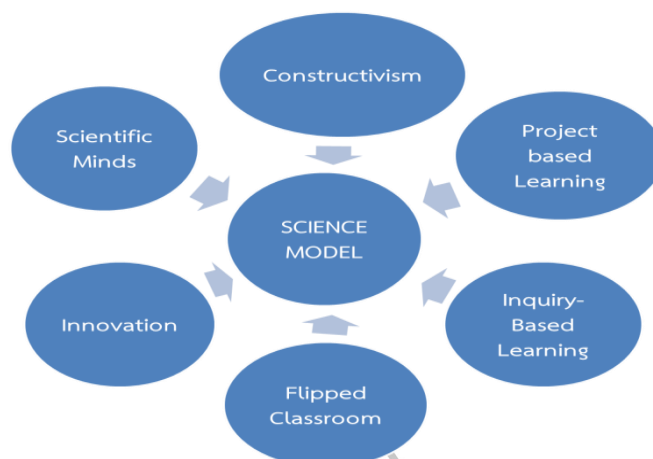 Constructivism
Scientific
Minds
Project
based
Learning
SCIENCE
MODEL
Innovation
Inquiry-
Based
Learning
Flipped
Classroom